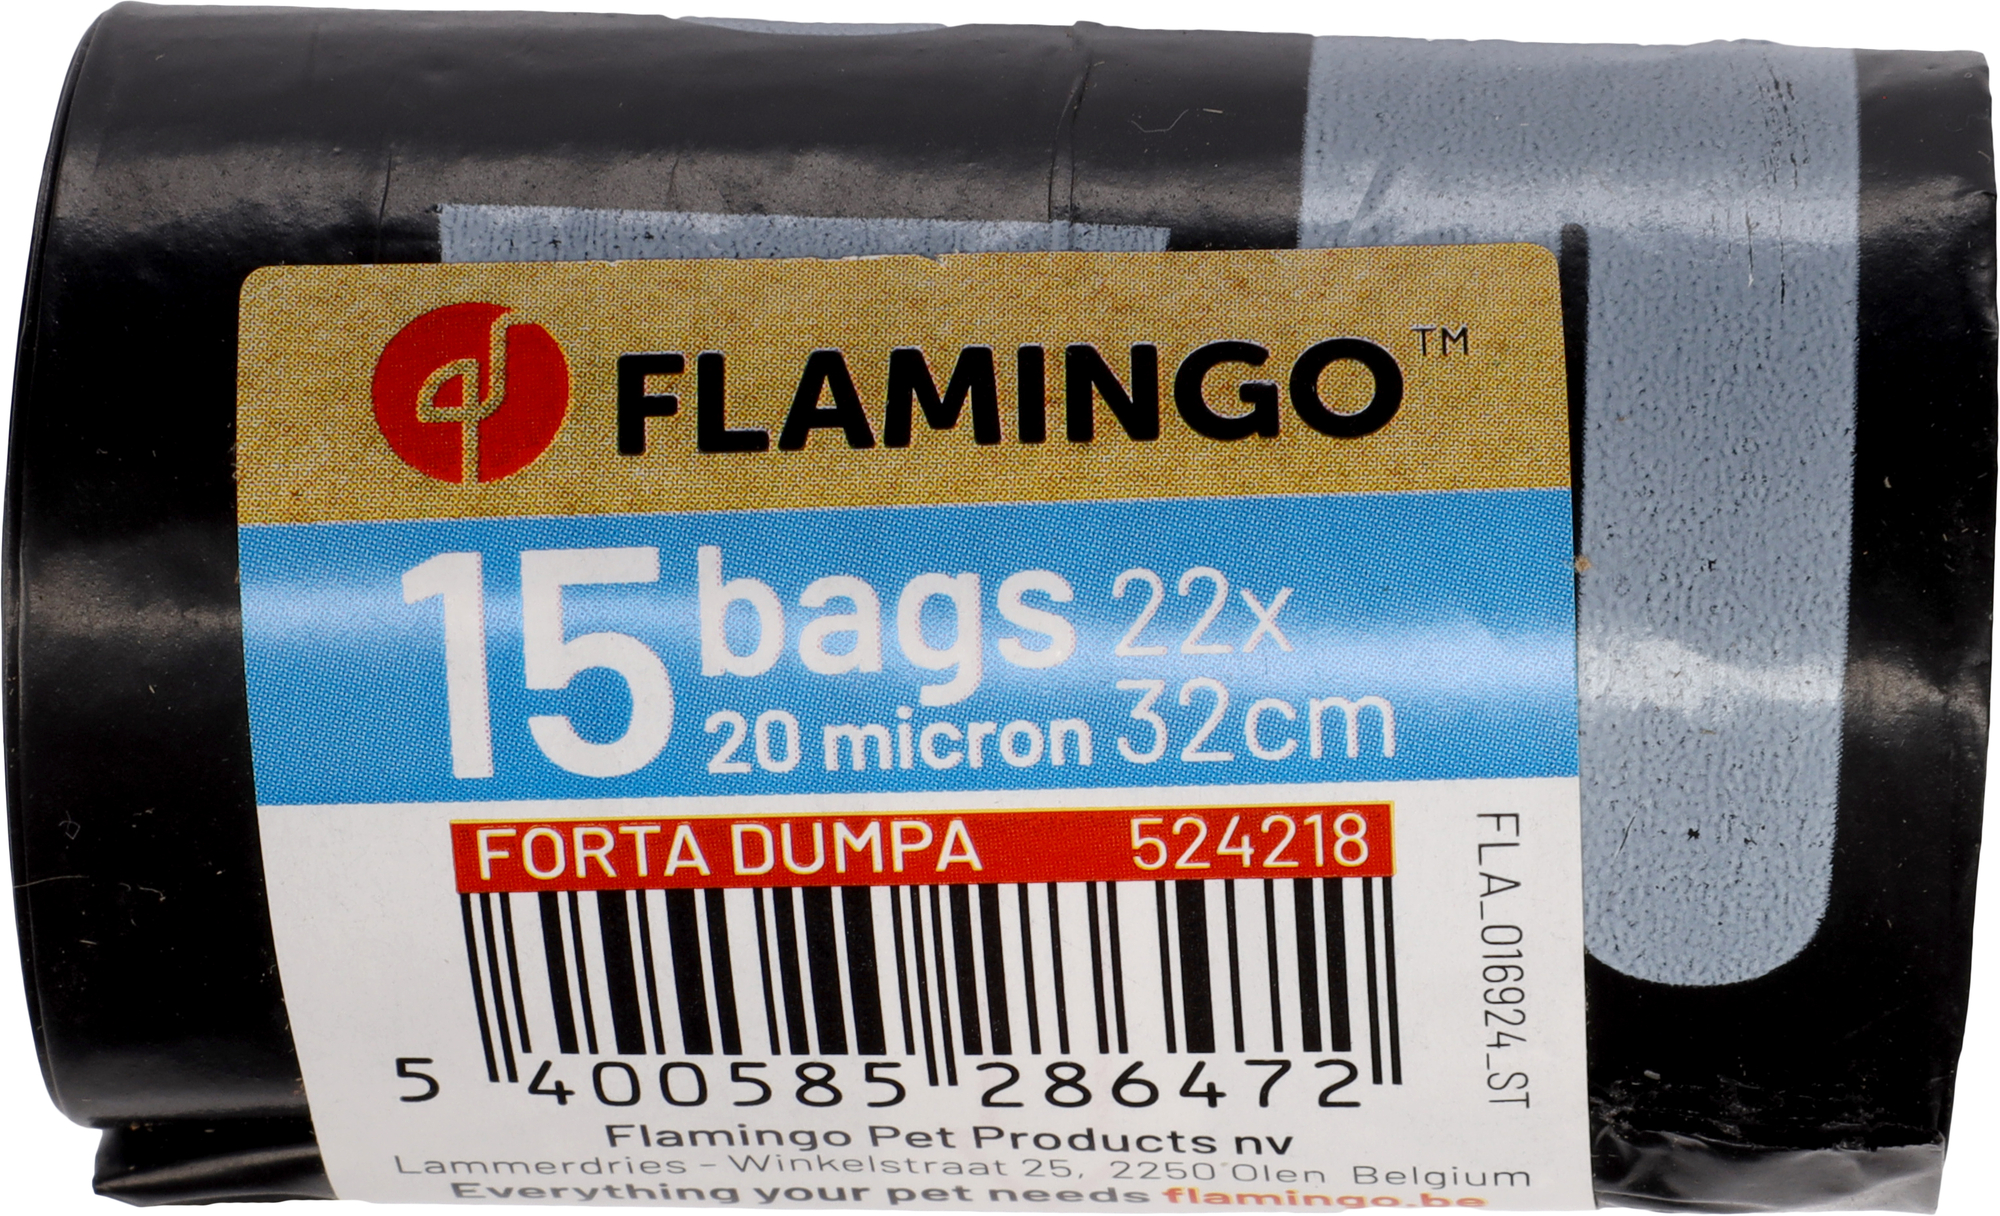 FLAMINGO™
15 bags 22x
20 micron 32cm
FORTA DUMPA 524218
5 400585 286472
FLA_016924_ST
Flamingo Pet Products nv
Lammerdries - Winkelstraat 25, 2250 Olen Belgium
Everything your pet needs flamingo.be